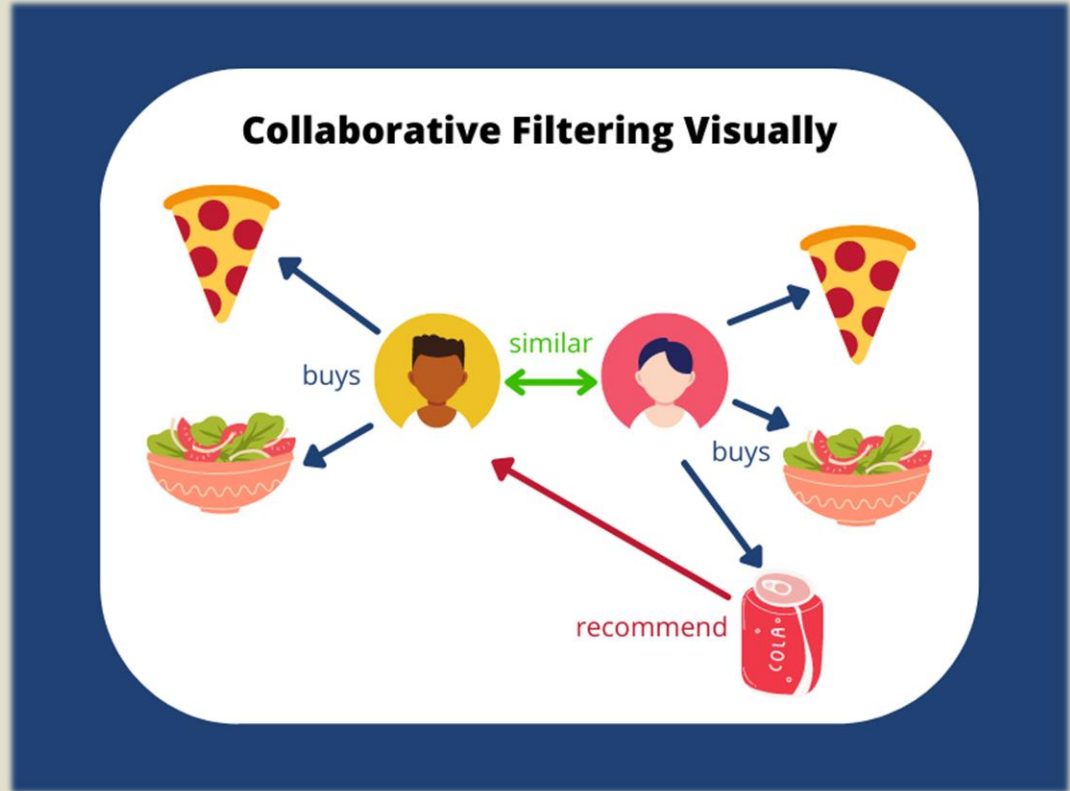 Collaborative Filtering Visually
similar
buys
buys
recommend
COLA